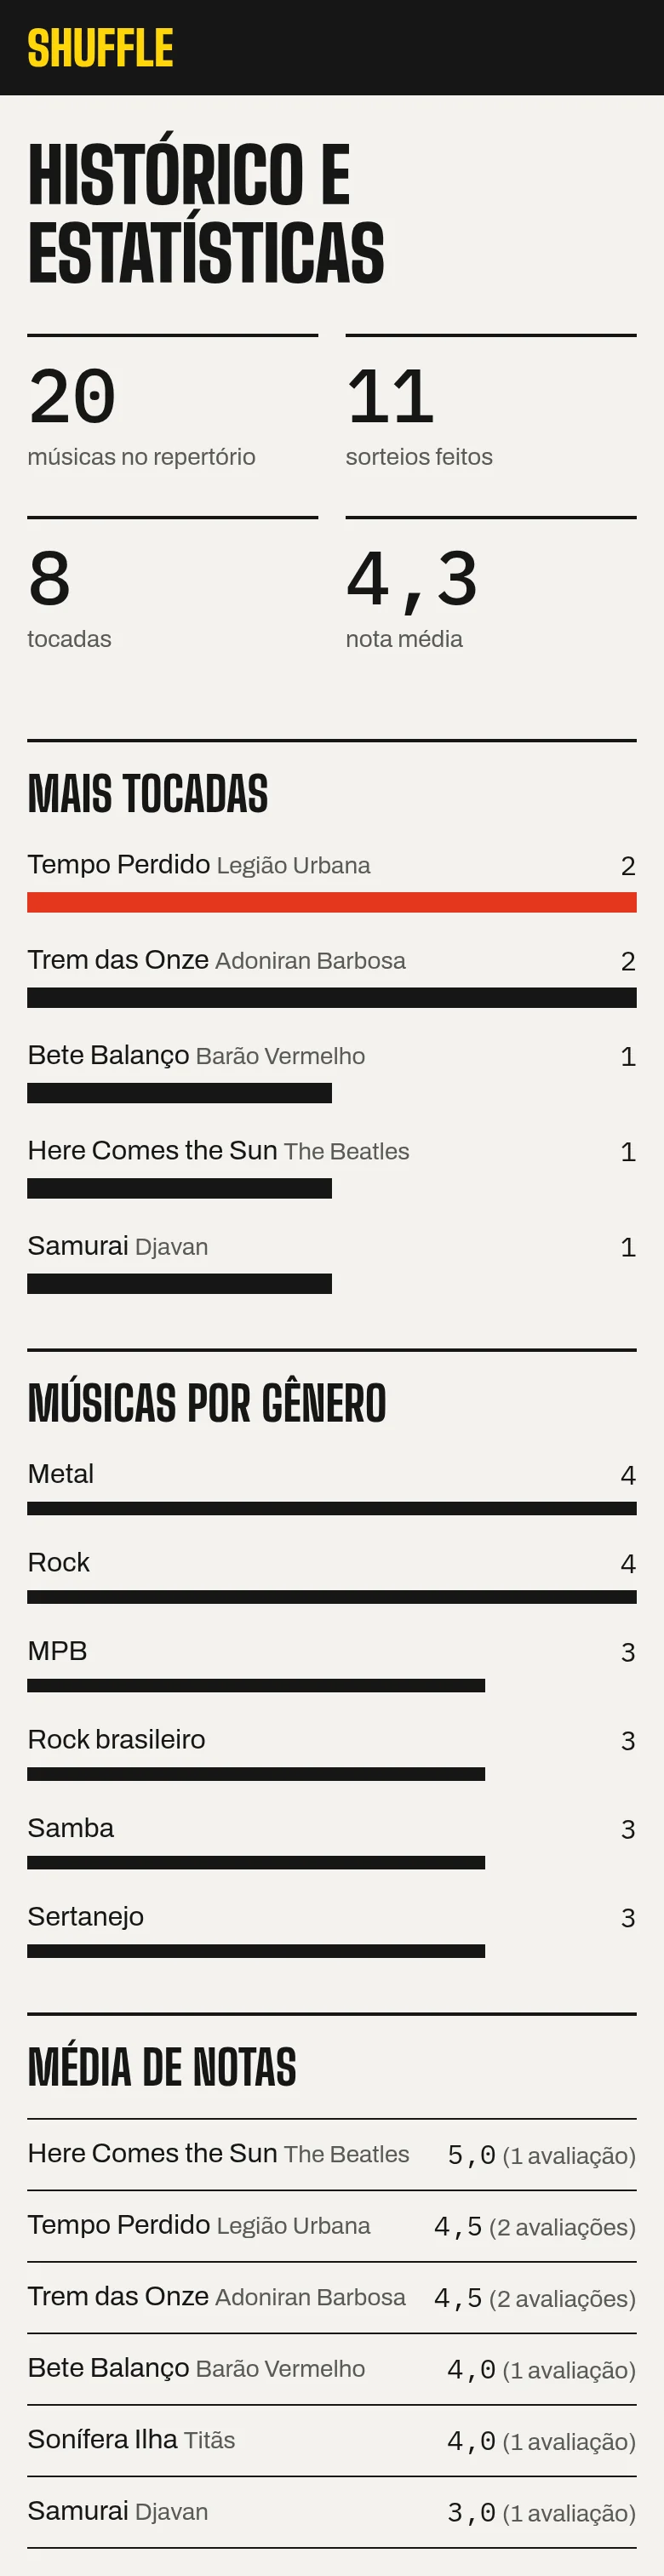 SHUFFLE
HISTÓRICO E
ESTATÍSTICAS
20
músicas no repertório
11
sorteios feitos
8
tocadas
4,3
nota média
MAIS TOCADAS
Tempo Perdido Legião Urbana 2
Trem das Onze Adoniran Barbosa 2
Bete Balanço Barão Vermelho 1
Here Comes the Sun The Beatles 1
Samurai Djavan 1
MÚSICAS POR GÊNERO
Metal 4
Rock 4
MPB 3
Rock brasileiro 3
Samba 3
Sertanejo 3
MÉDIA DE NOTAS
Here Comes the Sun The Beatles 5,0 (1 avaliação)
Tempo Perdido Legião Urbana 4,5 (2 avaliações)
Trem das Onze Adoniran Barbosa 4,5 (2 avaliações)
Bete Balanço Barão Vermelho 4,0 (1 avaliação)
Sonífera Ilha Titãs 4,0 (1 avaliação)
Samurai Djavan 3,0 (1 avaliação)